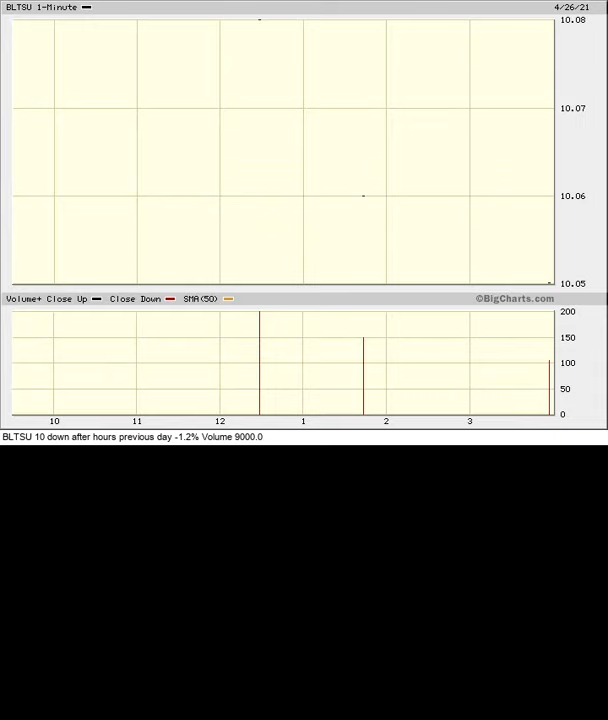 BLTSU 1-Minute 4/26/21
10.08
10.07
10.06
10.05
Volume+ Close Up Close Down SMA(50) ©BigCharts.com
200
150
100
50
0
10 11 12 1 2 3
BLTSU 10 down after hours previous day -1.2% Volume 9000.0